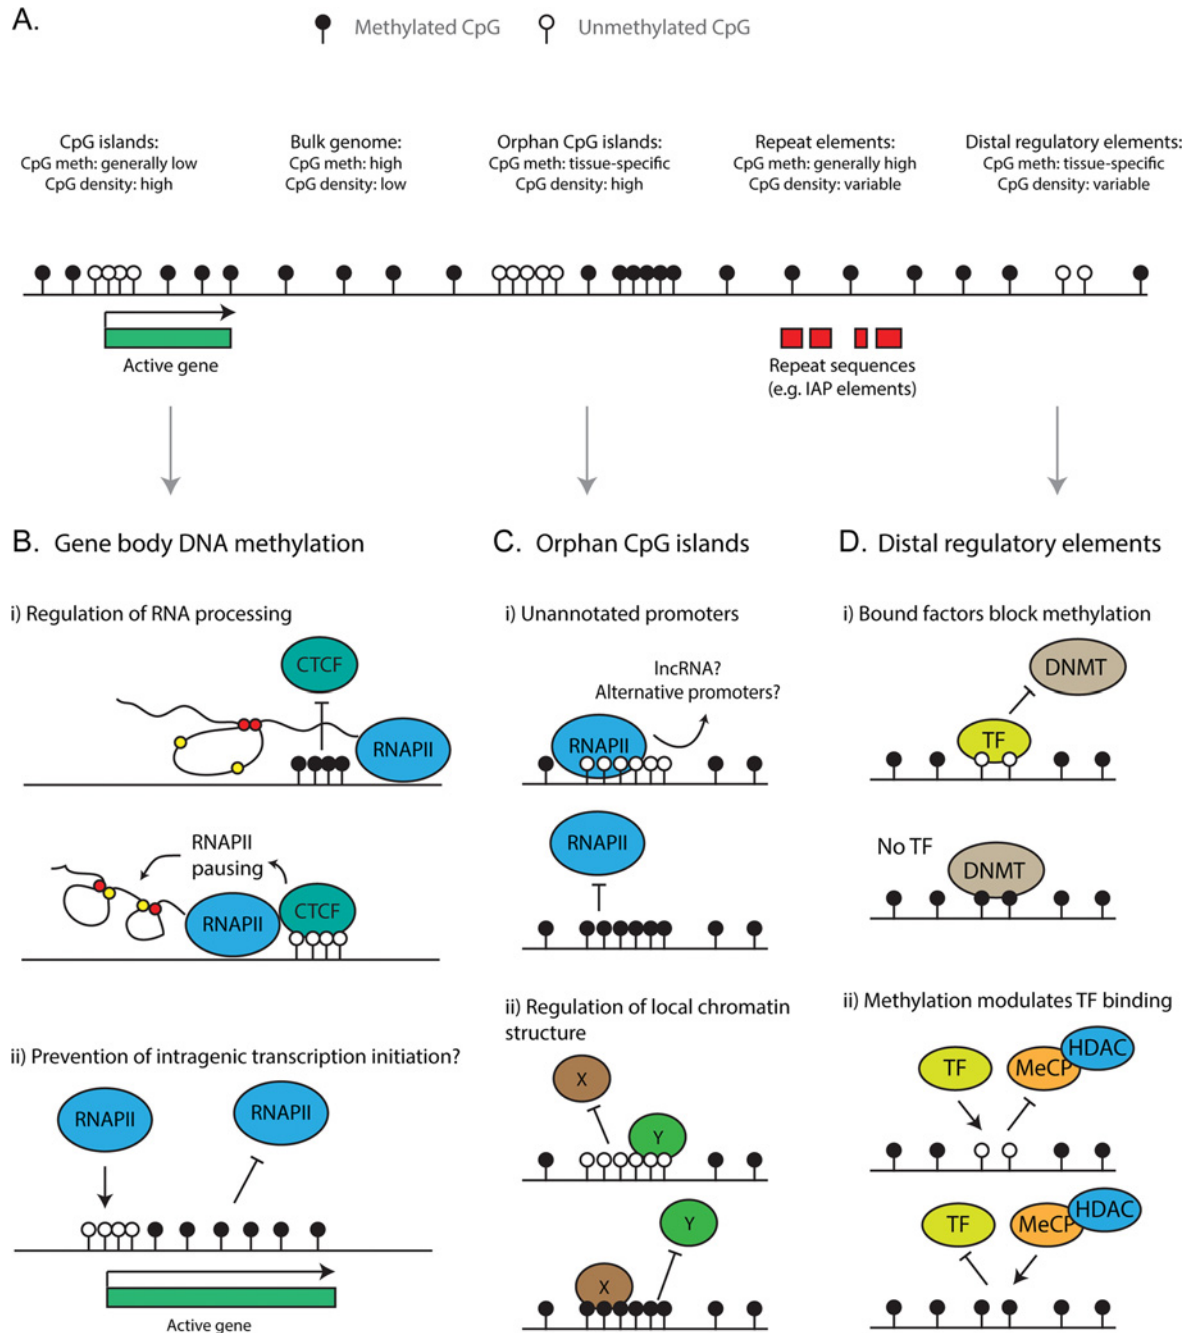 A.
Methylated CpG
Unmethylated CpG
CpG islands:
CpG meth: generally low
CpG density: high
Bulk genome:
CpG meth: high
CpG density: low
Orphan CpG islands:
CpG meth: tissue-specific
CpG density: high
Repeat elements:
CpG meth: generally high
CpG density: variable
Distal regulatory elements:
CpG meth: tissue-specific
CpG density: variable
Active gene
Repeat sequences
(e.g. IAP elements)
B. Gene body DNA methylation
i) Regulation of RNA processing
CTCF
RNAPII
RNAPII
pausing
RNAPII
CTCF
ii) Prevention of intragenic transcription initiation?
RNAPII
RNAPII
Active gene
C. Orphan CpG islands
i) Unannotated promoters
lncRNA?
Alternative promoters?
RNAPII
RNAPII
ii) Regulation of local chromatin
structure
X
Y
Y
X
D. Distal regulatory elements
i) Bound factors block methylation
DNMT
TF
No TF
DNMT
ii) Methylation modulates TF binding
HDAC
TF
MeCP
HDAC
TF
MeCP